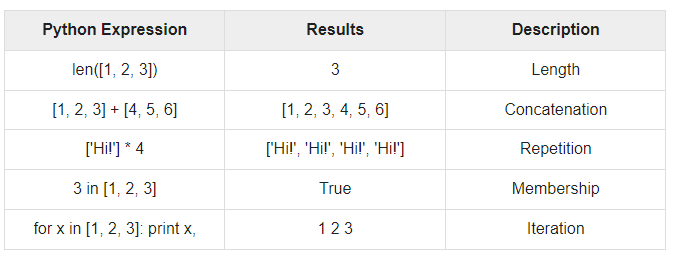 Python Expression Results Description
len([1, 2, 3]) 3 Length
[1, 2, 3] + [4, 5, 6] [1, 2, 3, 4, 5, 6] Concatenation
['Hi!'] * 4 ['Hi!', 'Hi!', 'Hi!', 'Hi!'] Repetition
3 in [1, 2, 3] True Membership
for x in [1, 2, 3]: print x, 1 2 3 Iteration